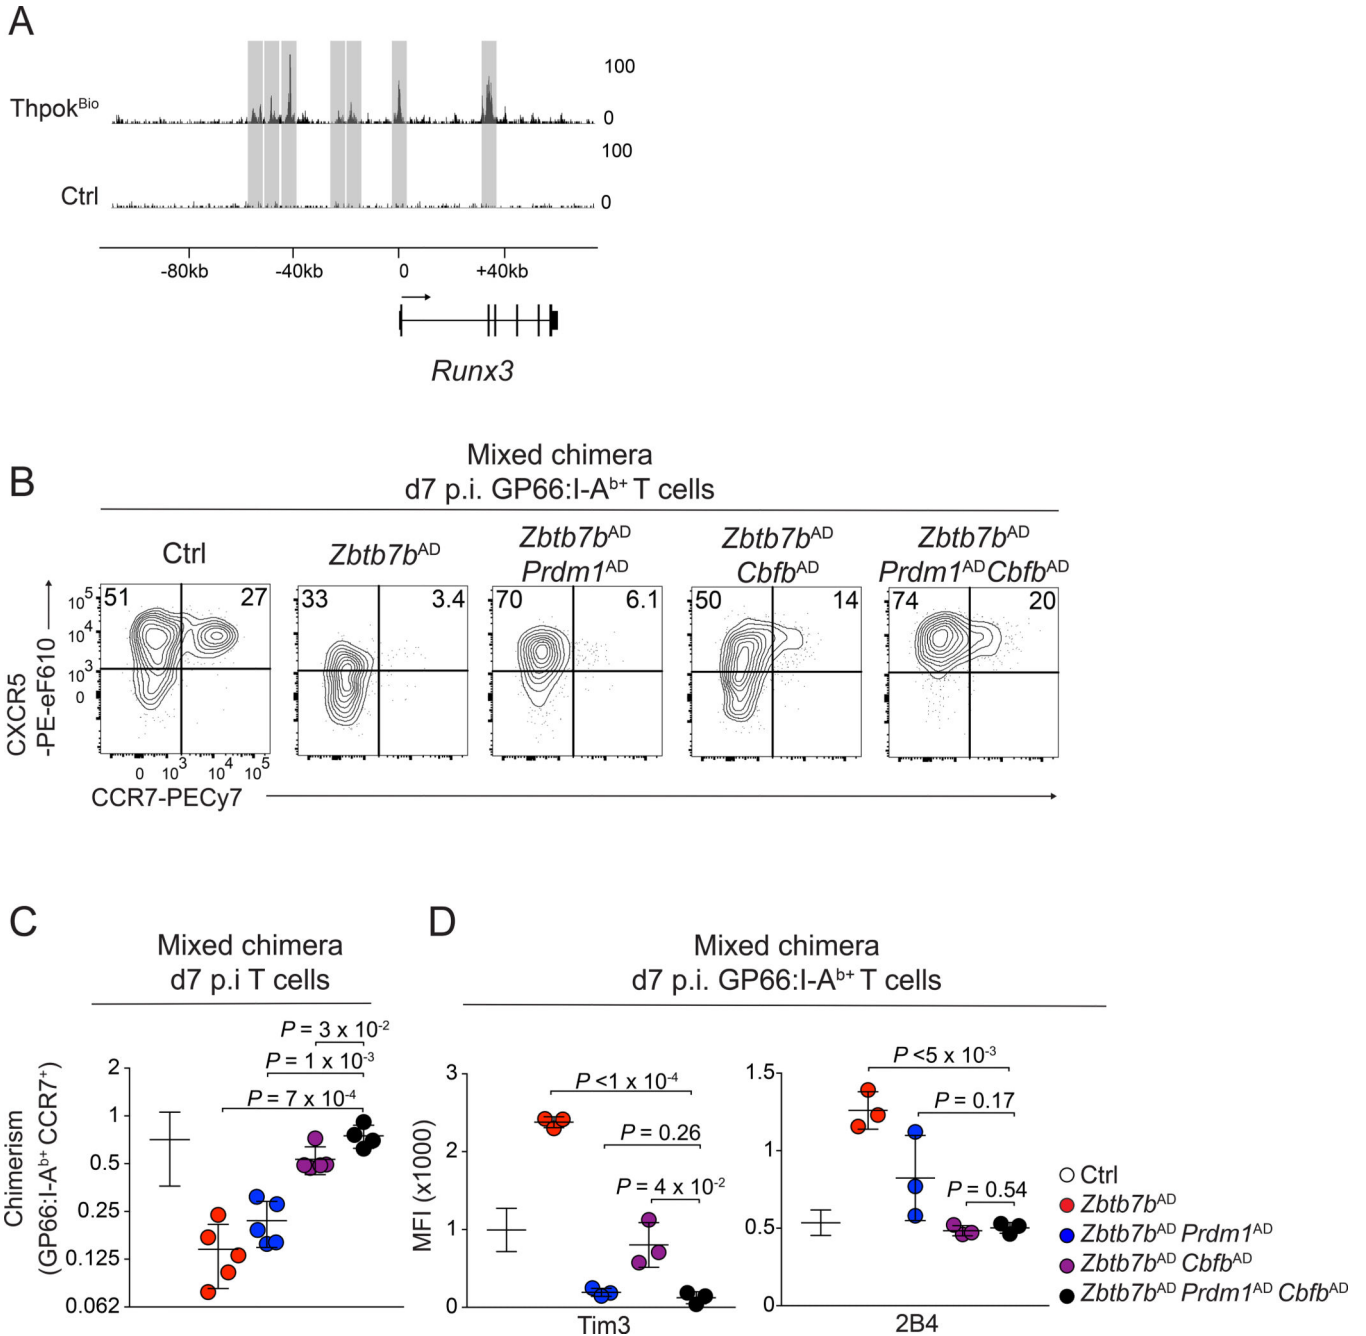 A
Thpok^Bio
100
0
100
Ctrl
0
-80kb -40kb 0 +40kb
Runx3
B
Mixed chimera
d7 p.i. GP66:I-A^b+ T cells
Ctrl
Zbtb7b^AD
Zbtb7b^AD
Prdm1^AD
Zbtb7b^AD
Cbfb^AD
Zbtb7b^AD
Prdm1^AD Cbfb^AD
CXCR5
-PE-eF610
10^5
10^4
10^3
0
51 27
33 3.4
70 6.1
50 14
74 20
0 10^3 10^4 10^5
CCR7-PECy7
C
Mixed chimera
d7 p.i T cells
Chimerism
(GP66:I-A^b+ CCR7^+)
P = 3 x 10^-2
P = 1 x 10^-3
P = 7 x 10^-4
2
1
0.5
0.25
0.125
0.062
D
Mixed chimera
d7 p.i. GP66:I-A^b+ T cells
MFI (x1000)
3
2
1
0
P <1 x 10^-4
P = 0.26
P = 4 x 10^-2
Tim3
1.5
1
0.5
0
P <5 x 10^-3
P = 0.17
P = 0.54
2B4
Ctrl
Zbtb7b^AD
Zbtb7b^AD Prdm1^AD
Zbtb7b^AD Cbfb^AD
Zbtb7b^AD Prdm1^AD Cbfb^AD